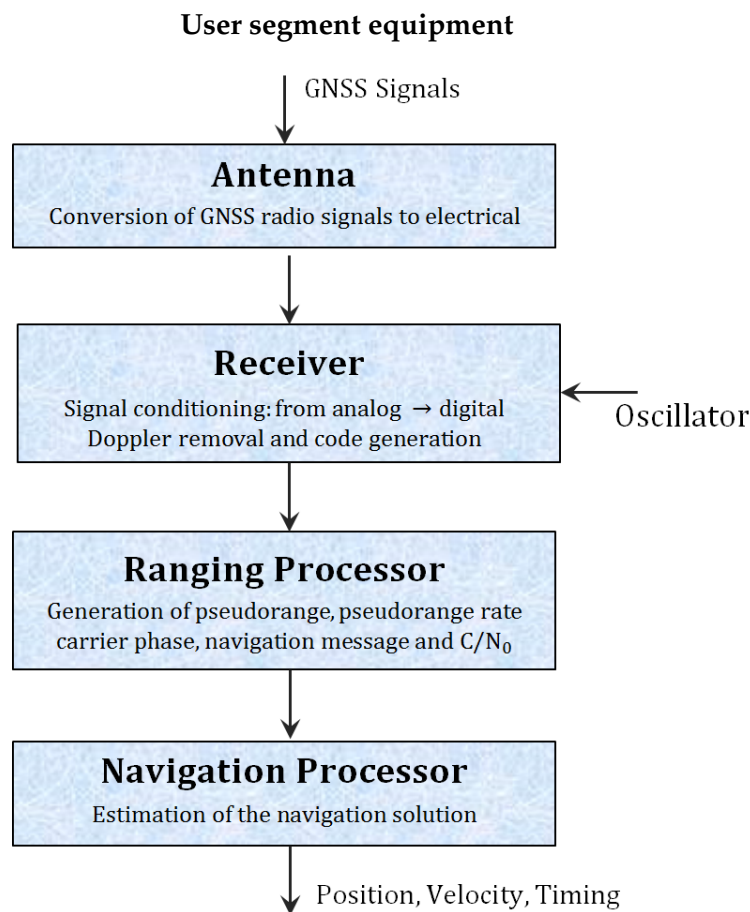 User segment equipment
GNSS Signals
Antenna
Conversion of GNSS radio signals to electrical
Receiver
Signal conditioning: from analog → digital
Doppler removal and code generation
Oscillator
Ranging Processor
Generation of pseudorange, pseudorange rate
carrier phase, navigation message and C/N₀
Navigation Processor
Estimation of the navigation solution
Position, Velocity, Timing